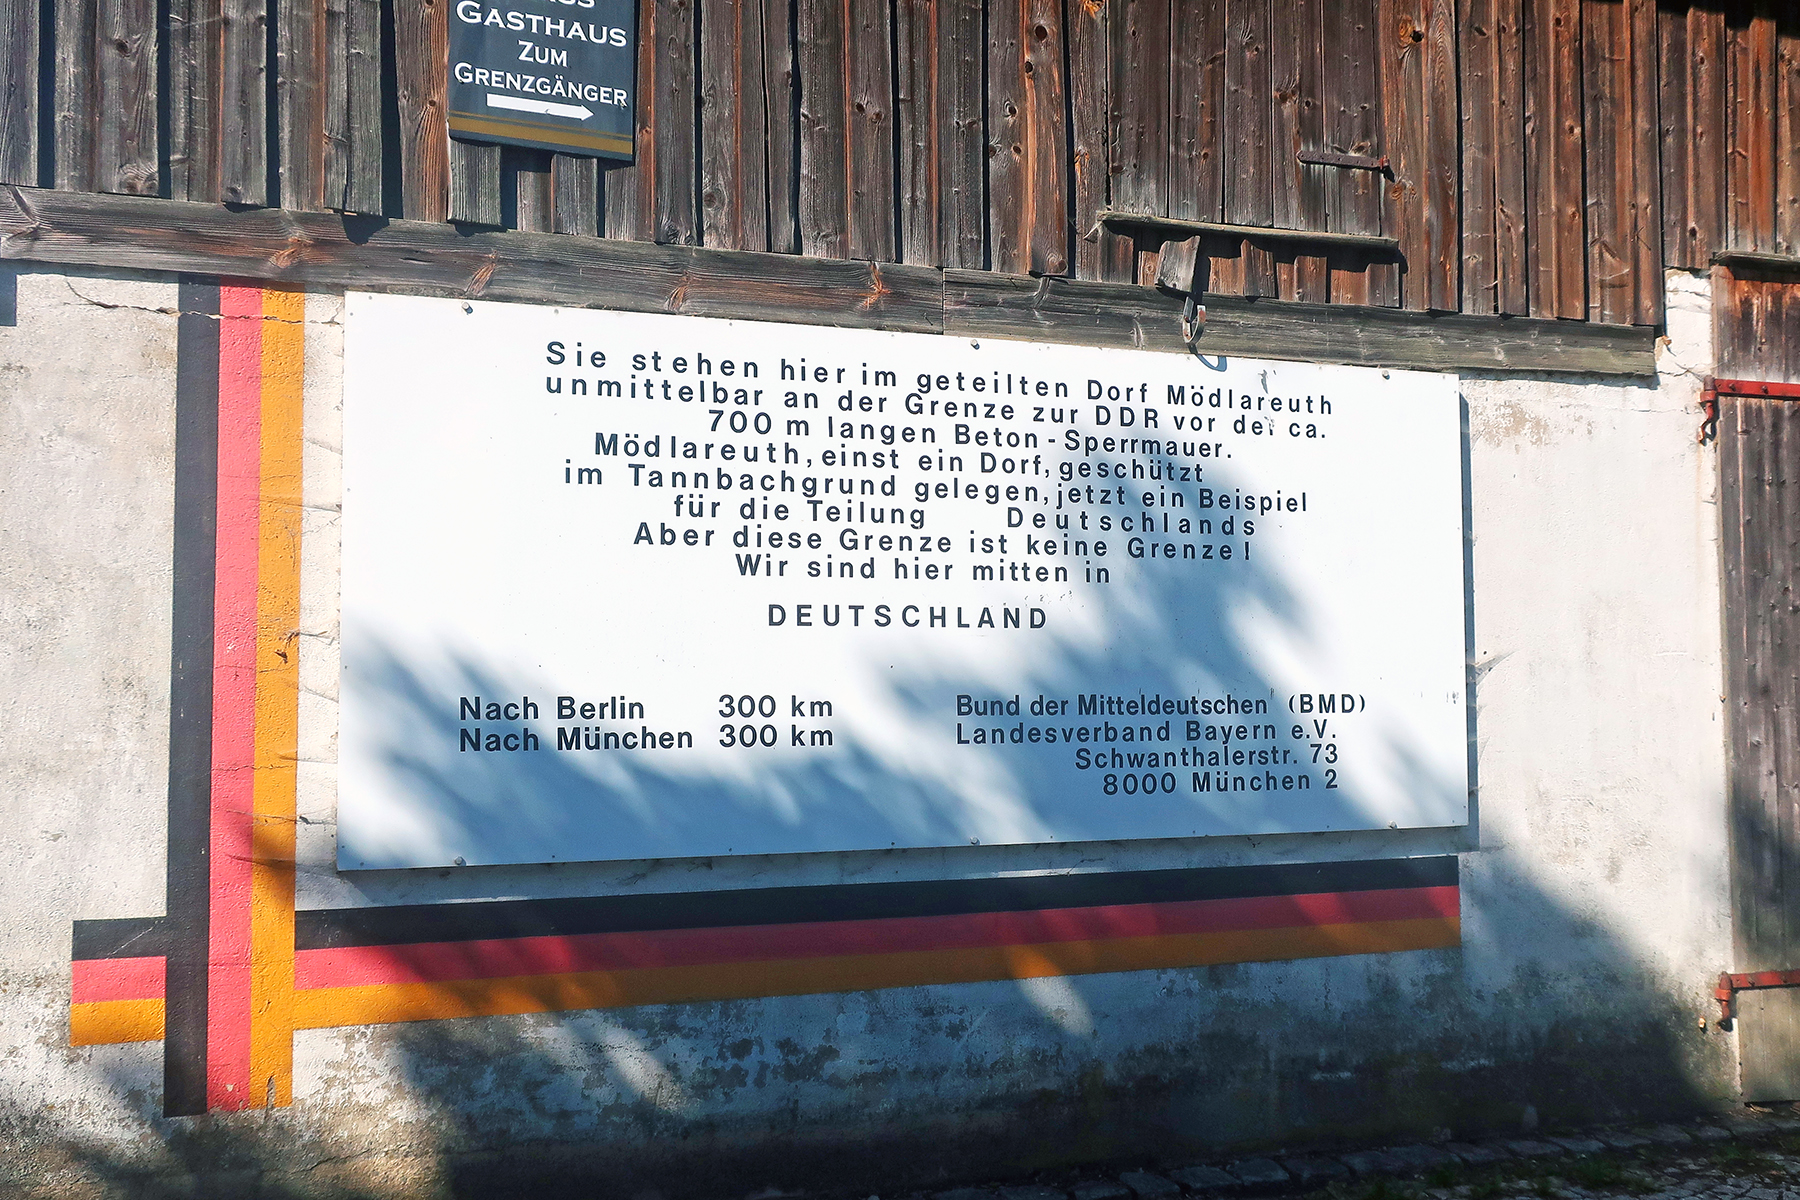 GASTHAUS
ZUM
GRENZGÄNGER
Sie stehen hier im geteilten Dorf Mödlareuth
unmittelbar an der Grenze zur DDR vor der ca.
700 m langen Beton-Sperrmauer.
Mödlareuth, einst ein Dorf, geschützt
im Tannbachgrund gelegen, jetzt ein Beispiel
für die Teilung Deutschlands
Aber diese Grenze ist keine Grenze!
Wir sind hier mitten in
DEUTSCHLAND
Nach Berlin 300 km
Nach München 300 km
Bund der Mitteldeutschen (BMD)
Landesverband Bayern e.V.
Schwanthalerstr. 73
8000 München 2